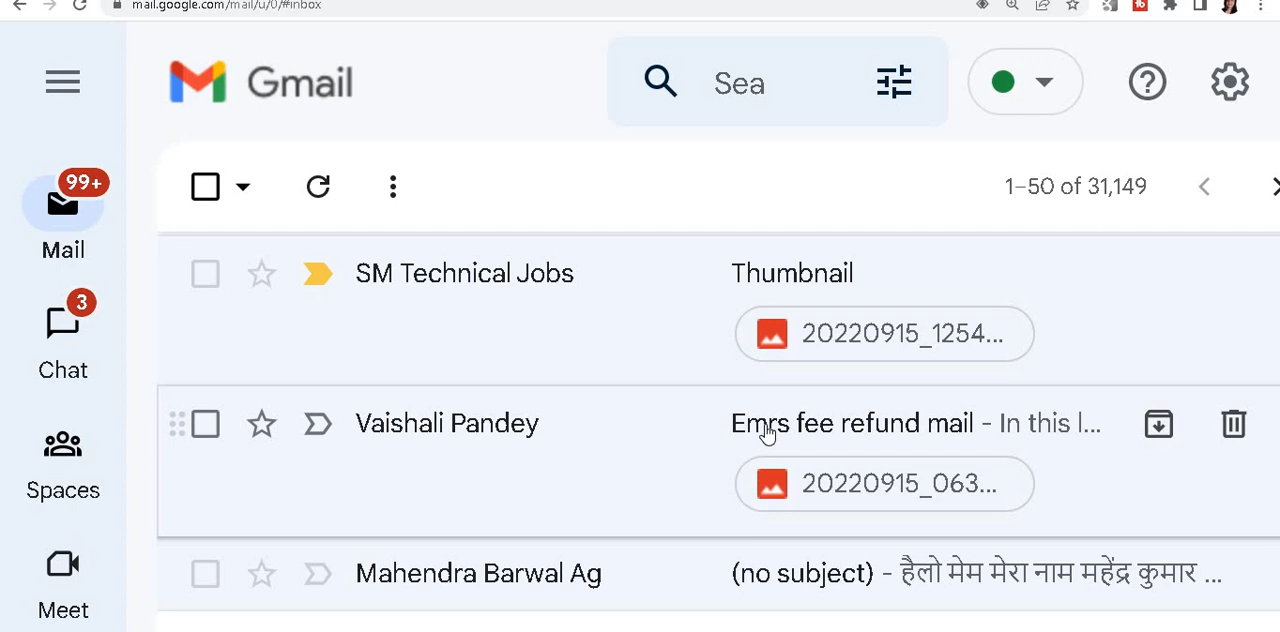 mail.google.com/mail/u/0/#inbox
Gmail
Sea
99+
Mail
1–50 of 31,149
SM Technical Jobs
Thumbnail
20220915_1254...
3
Chat
Vaishali Pandey
Emrs fee refund mail - In this l...
20220915_063...
Spaces
Mahendra Barwal Ag
(no subject) - हैलो मेम मेरा नाम महेंद्र कुमार ...
Meet